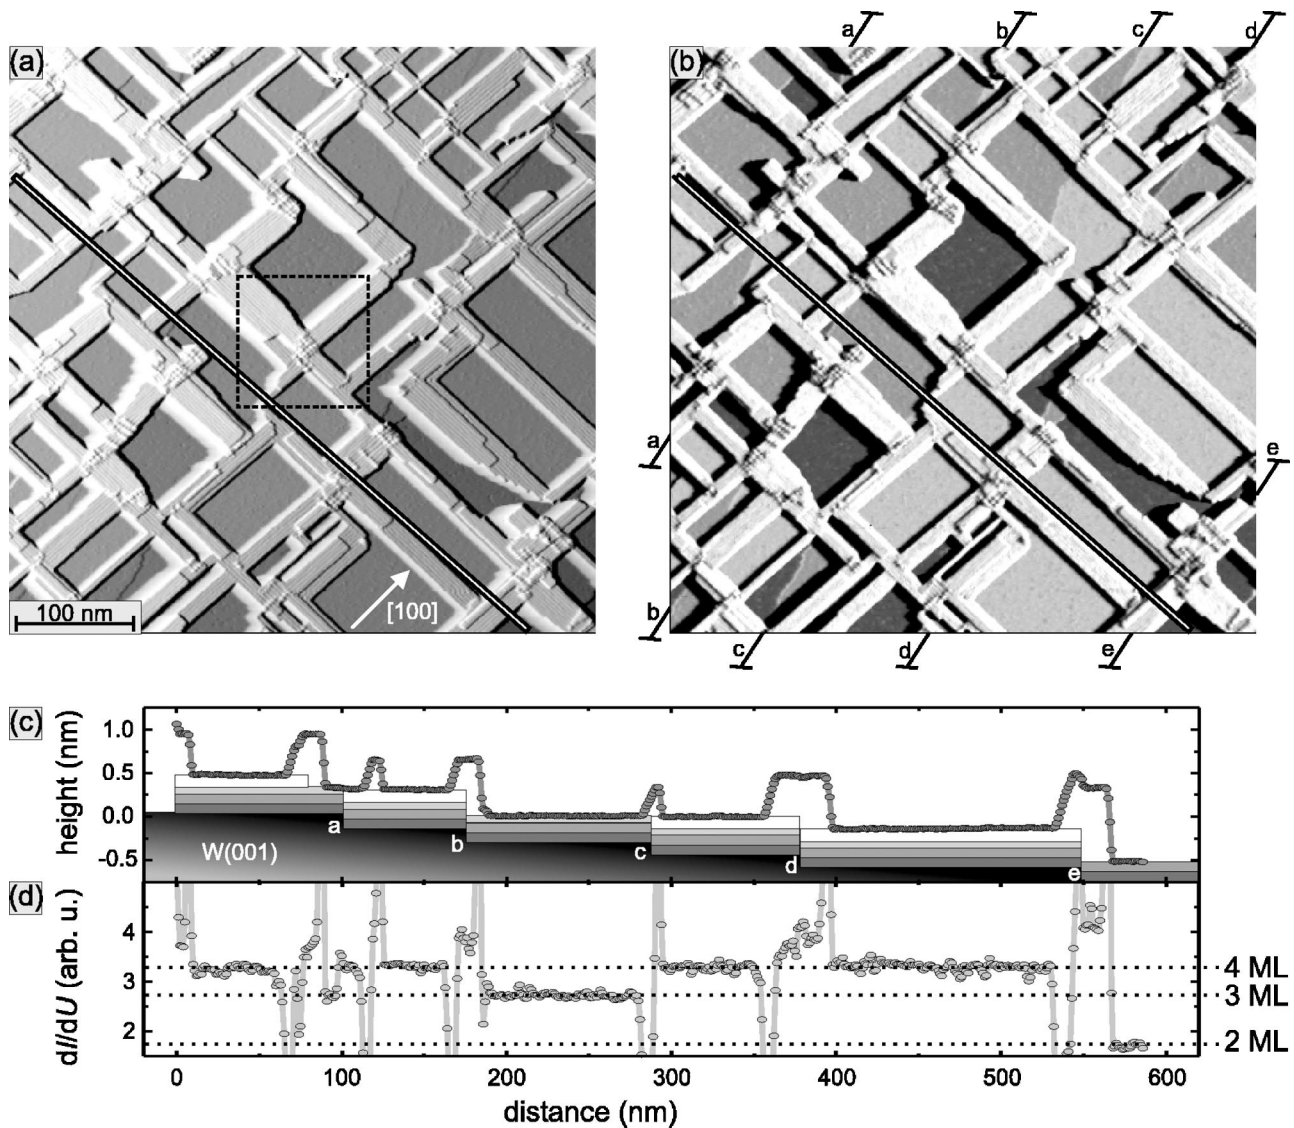 a b c d
(a) (b)
a
e
[100]
100 nm
b
c d e
(c)
height (nm)
1.0
0.5
0.0
-0.5
a
b
c
d
e
W(001)
(d)
dI/dU (arb. u.)
4
3
2
4 ML
3 ML
2 ML
0 100 200 300 400 500 600
distance (nm)